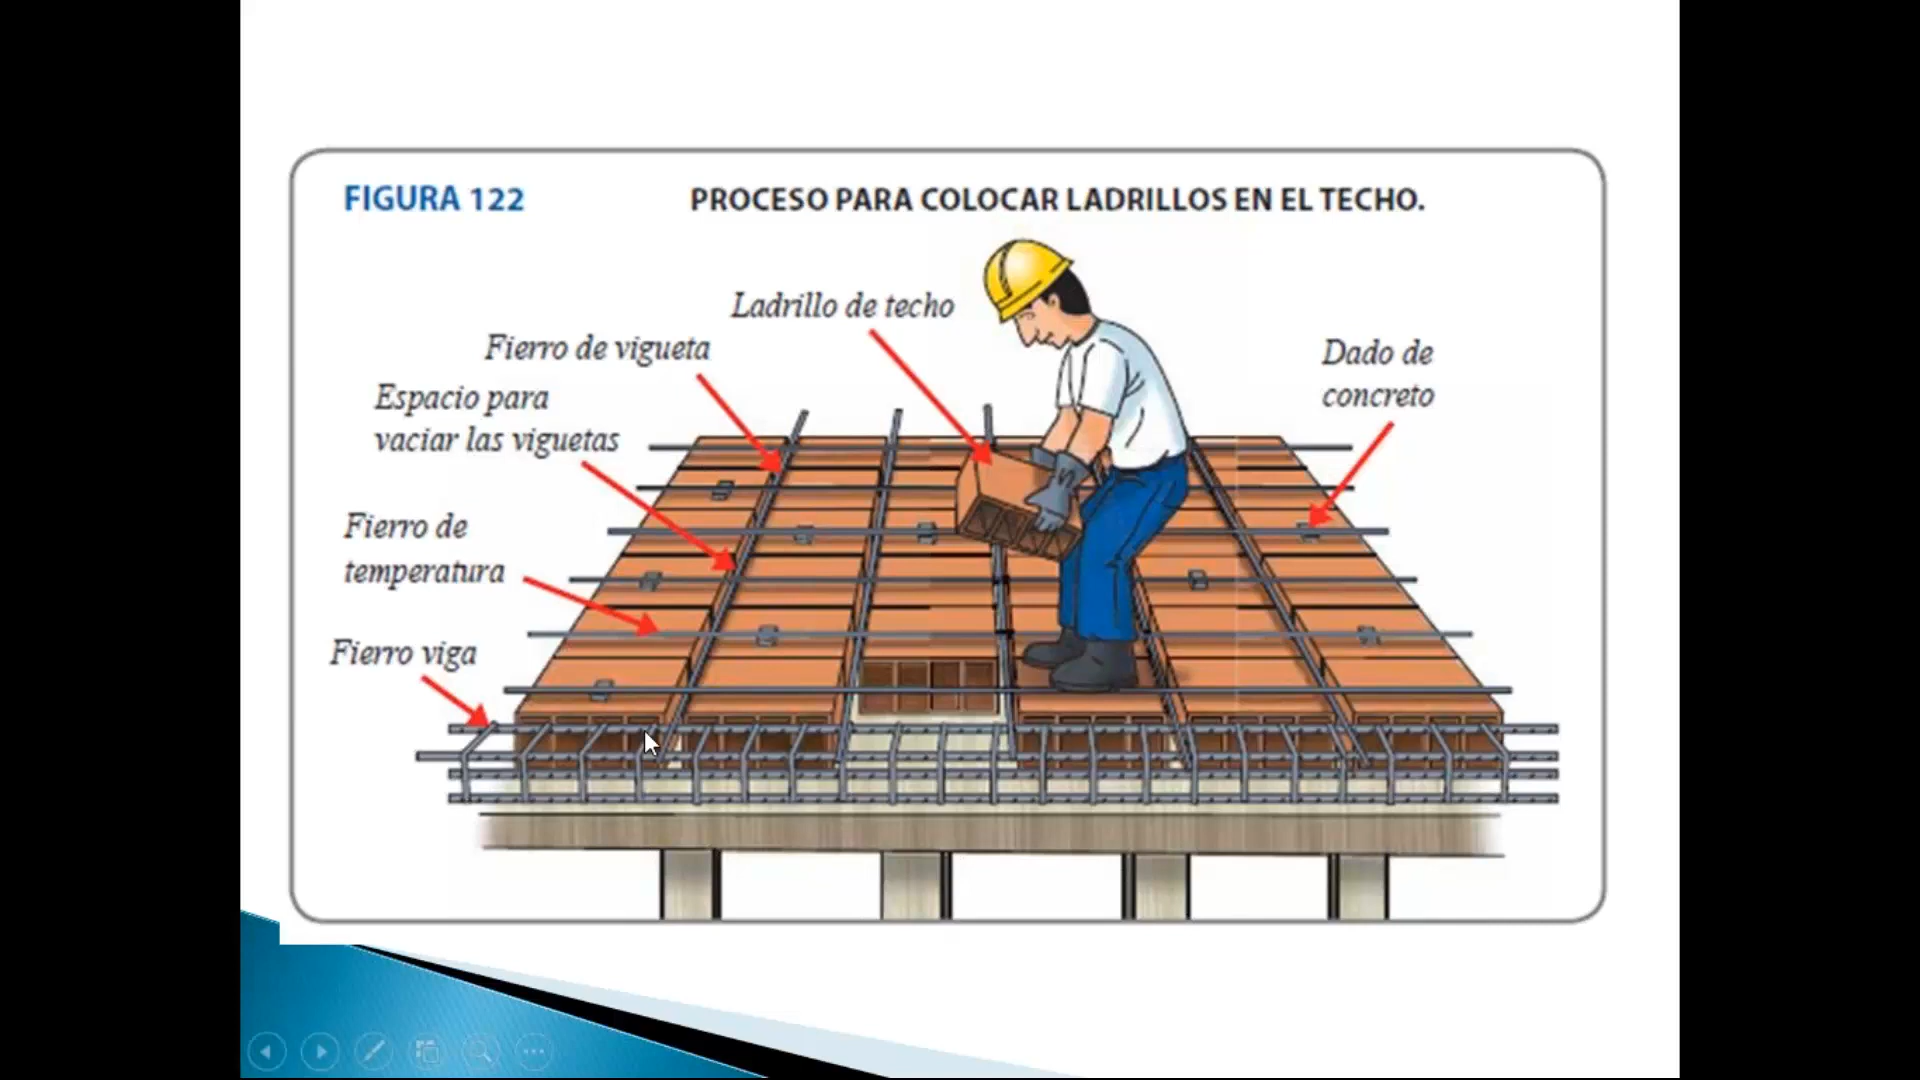 FIGURA 122
PROCESO PARA COLOCAR LADRILLOS EN EL TECHO.
Ladrillo de techo
Fierro de vigueta
Dado de
concreto
Espacio para
vaciar las viguetas
Fierro de
temperatura
Fierro viga